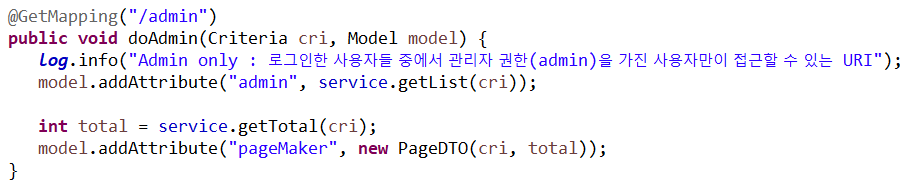 @GetMapping("/admin")
public void doAdmin(Criteria cri, Model model) {
log.info("Admin only : 로그인한 사용자들 중에서 관리자 권한(admin)을 가진 사용자만이 접근할 수 있는 URI");
model.addAttribute("admin", service.getList(cri));
int total = service.getTotal(cri);
model.addAttribute("pageMaker", new PageDTO(cri, total));
}